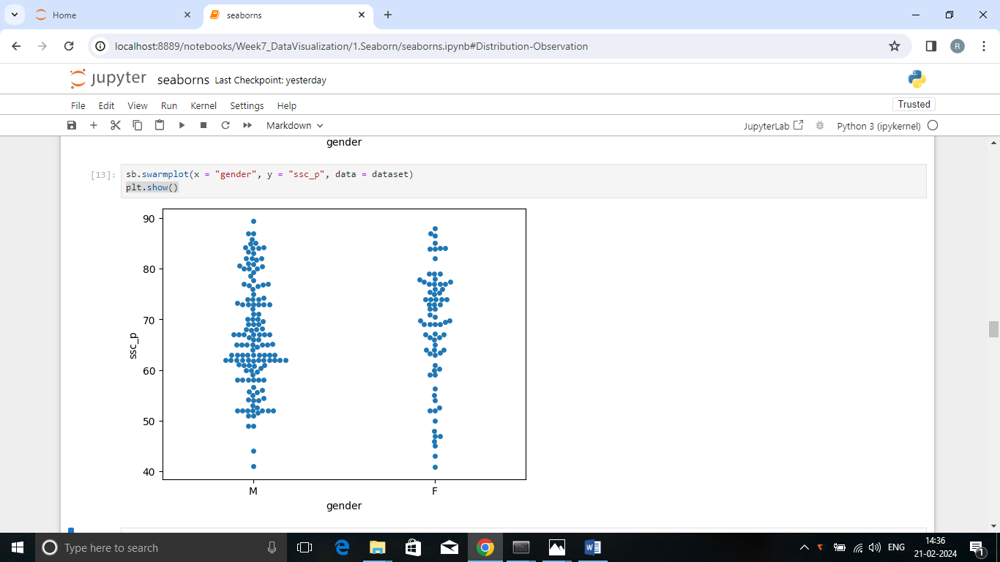 Home
seaborns
localhost:8889/notebooks/Week7_DataVisualization/1.Seaborn/seaborns.ipynb#Distribution-Observation
R
jupyter seaborns Last Checkpoint: yesterday
File Edit View Run Kernel Settings Help
Trusted
Markdown
JupyterLab
Python 3 (ipykernel)
gender
[13]: sb.swarmplot(x = "gender", y = "ssc_p", data = dataset)
plt.show()
90
80
70
60
50
40
ssc_p
M F
gender
Type here to search
W
ENG
14:36
21-02-2024
1